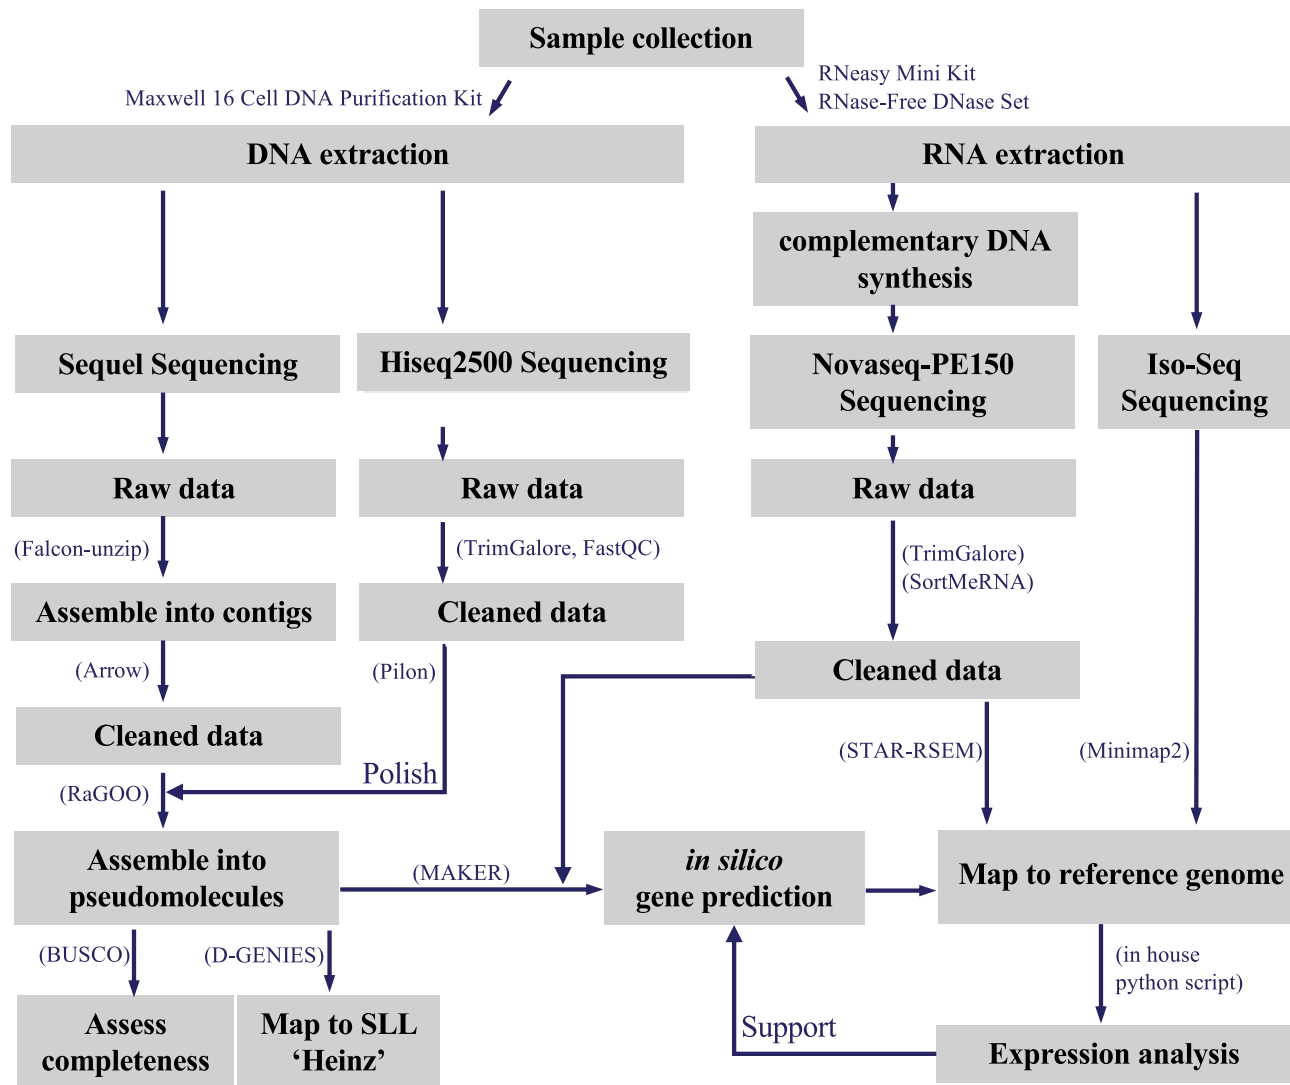 Sample collection
Maxwell 16 Cell DNA Purification Kit
RNeasy Mini Kit
RNase-Free DNase Set
DNA extraction
RNA extraction
complementary DNA
synthesis
Sequel Sequencing
Hiseq2500 Sequencing
Novaseq-PE150
Sequencing
Iso-Seq
Sequencing
Raw data
Raw data
Raw data
(Falcon-unzip)
(TrimGalore, FastQC)
(TrimGalore)
(SortMeRNA)
Assemble into contigs
Cleaned data
Cleaned data
(Arrow)
(Pilon)
Cleaned data
(STAR-RSEM)
(Minimap2)
Polish
(RaGOO)
Assemble into
pseudomolecules
(MAKER)
in silico
gene prediction
Map to reference genome
(BUSCO)
(D-GENIES)
(in house
python script)
Assess
completeness
Map to SLL
‘Heinz’
Support
Expression analysis